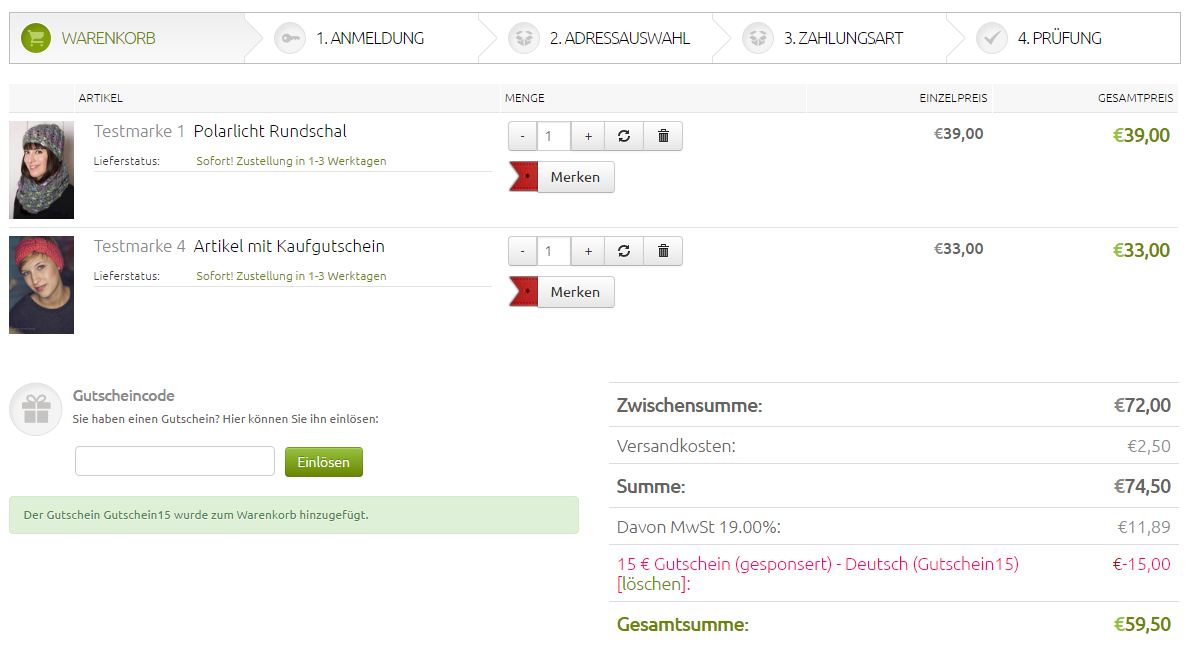 WARENKORB
1. ANMELDUNG
2. ADRESSAUSWAHL
3. ZAHLUNGSART
4. PRÜFUNG
ARTIKEL MENGE EINZELPREIS GESAMTPREIS
Testmarke 1 Polarlicht Rundschal - 1 + €39,00 €39,00
Lieferstatus: Sofort! Zustellung in 1-3 Werktagen
Merken
Testmarke 4 Artikel mit Kaufgutschein - 1 + €33,00 €33,00
Lieferstatus: Sofort! Zustellung in 1-3 Werktagen
Merken
Gutscheincode
Sie haben einen Gutschein? Hier können Sie ihn einlösen:
Einlösen
Der Gutschein Gutschein15 wurde zum Warenkorb hinzugefügt.
Zwischensumme: €72,00
Versandkosten: €2,50
Summe: €74,50
Davon MwSt 19.00%: €11,89
15 € Gutschein (gesponsert) - Deutsch (Gutschein15) €-15,00
[löschen]:
Gesamtsumme: €59,50